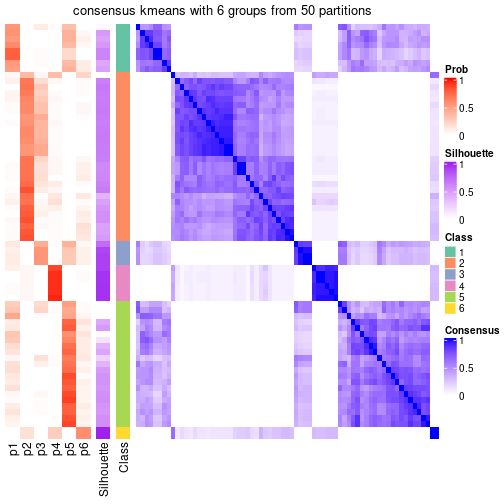 consensus kmeans with 6 groups from 50 partitions
Prob
1
0.5
0
Silhouette
1
0.5
0
Class
1
2
3
4
5
6
Consensus
1
0.5
0
p1
p2
p3
p4
p5
p6
Silhouette
Class